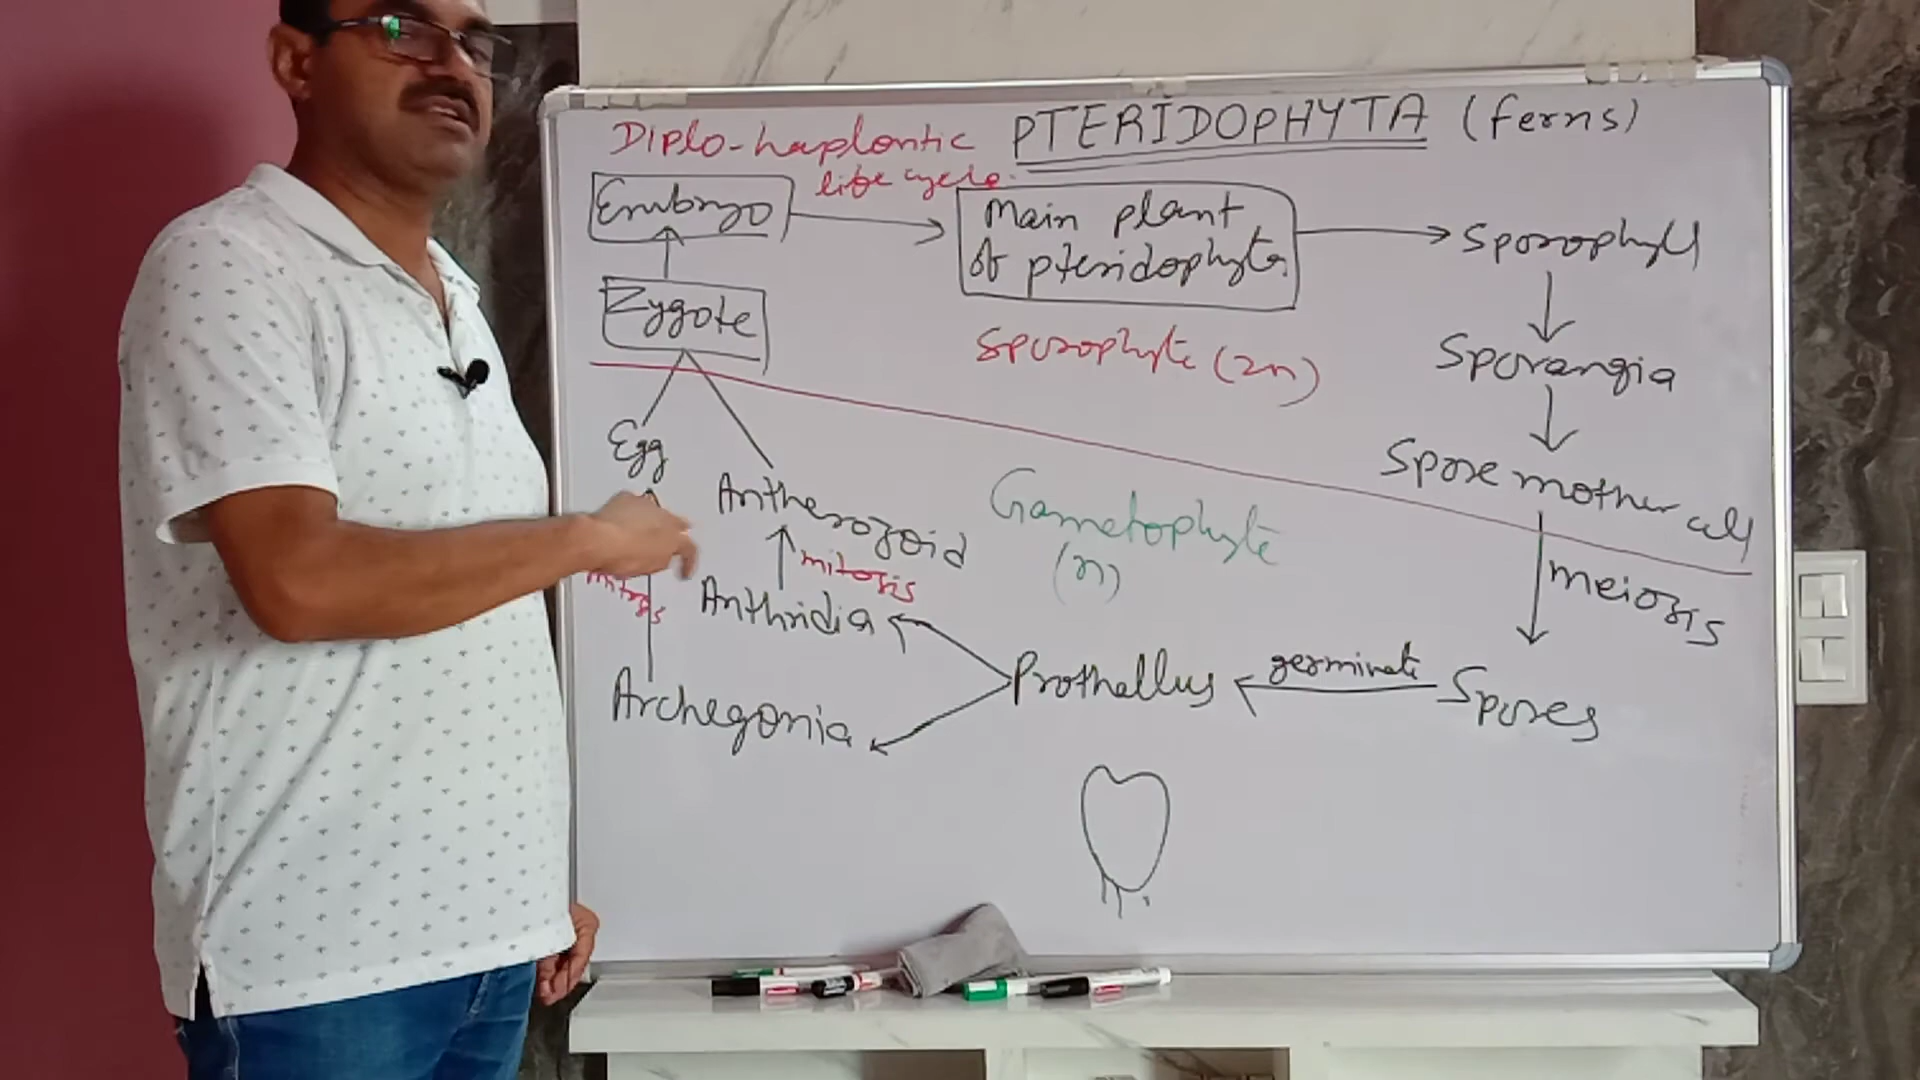 Diplo-haplontic PTERIDOPHYTA (ferns)
life cycle.
Embryo
Main plant
of pteridophyta
Sporophyll
Zygote
Sporophyte (2n)
Sporangia
Egg
Spore mother cell
Antherozoid
Gametophyte
(n)
mitosis
mitosis
meiosis
Anthridia
germinate
Prothallus
Spores
Archegonia